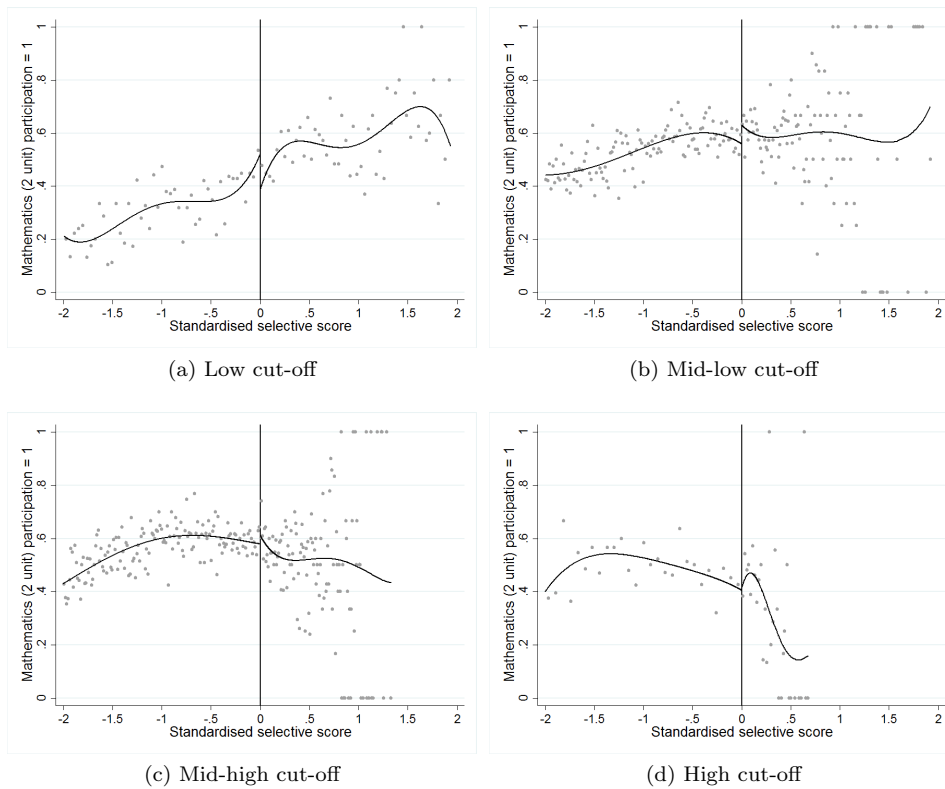 Mathematics (2 unit) participation = 1
0 .2 .4 .6 .8 1
-2 -1.5 -1 -.5 0 .5 1 1.5 2
Standardised selective score
(a) Low cut-off
Mathematics (2 unit) participation = 1
0 .2 .4 .6 .8 1
-2 -1.5 -1 -.5 0 .5 1 1.5 2
Standardised selective score
(b) Mid-low cut-off
Mathematics (2 unit) participation = 1
0 .2 .4 .6 .8 1
-2 -1.5 -1 -.5 0 .5 1 1.5 2
Standardised selective score
(c) Mid-high cut-off
Mathematics (2 unit) participation = 1
0 .2 .4 .6 .8 1
-2 -1.5 -1 -.5 0 .5 1 1.5 2
Standardised selective score
(d) High cut-off